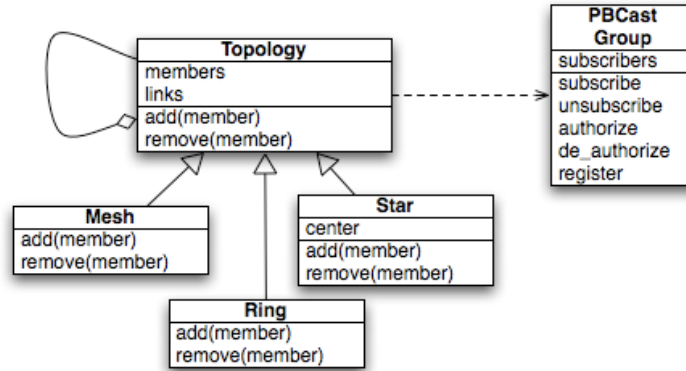 Topology
members
links
add(member)
remove(member)
PBCast
Group
subscribers
subscribe
unsubscribe
authorize
de_authorize
register
Mesh
add(member)
remove(member)
Star
center
add(member)
remove(member)
Ring
add(member)
remove(member)